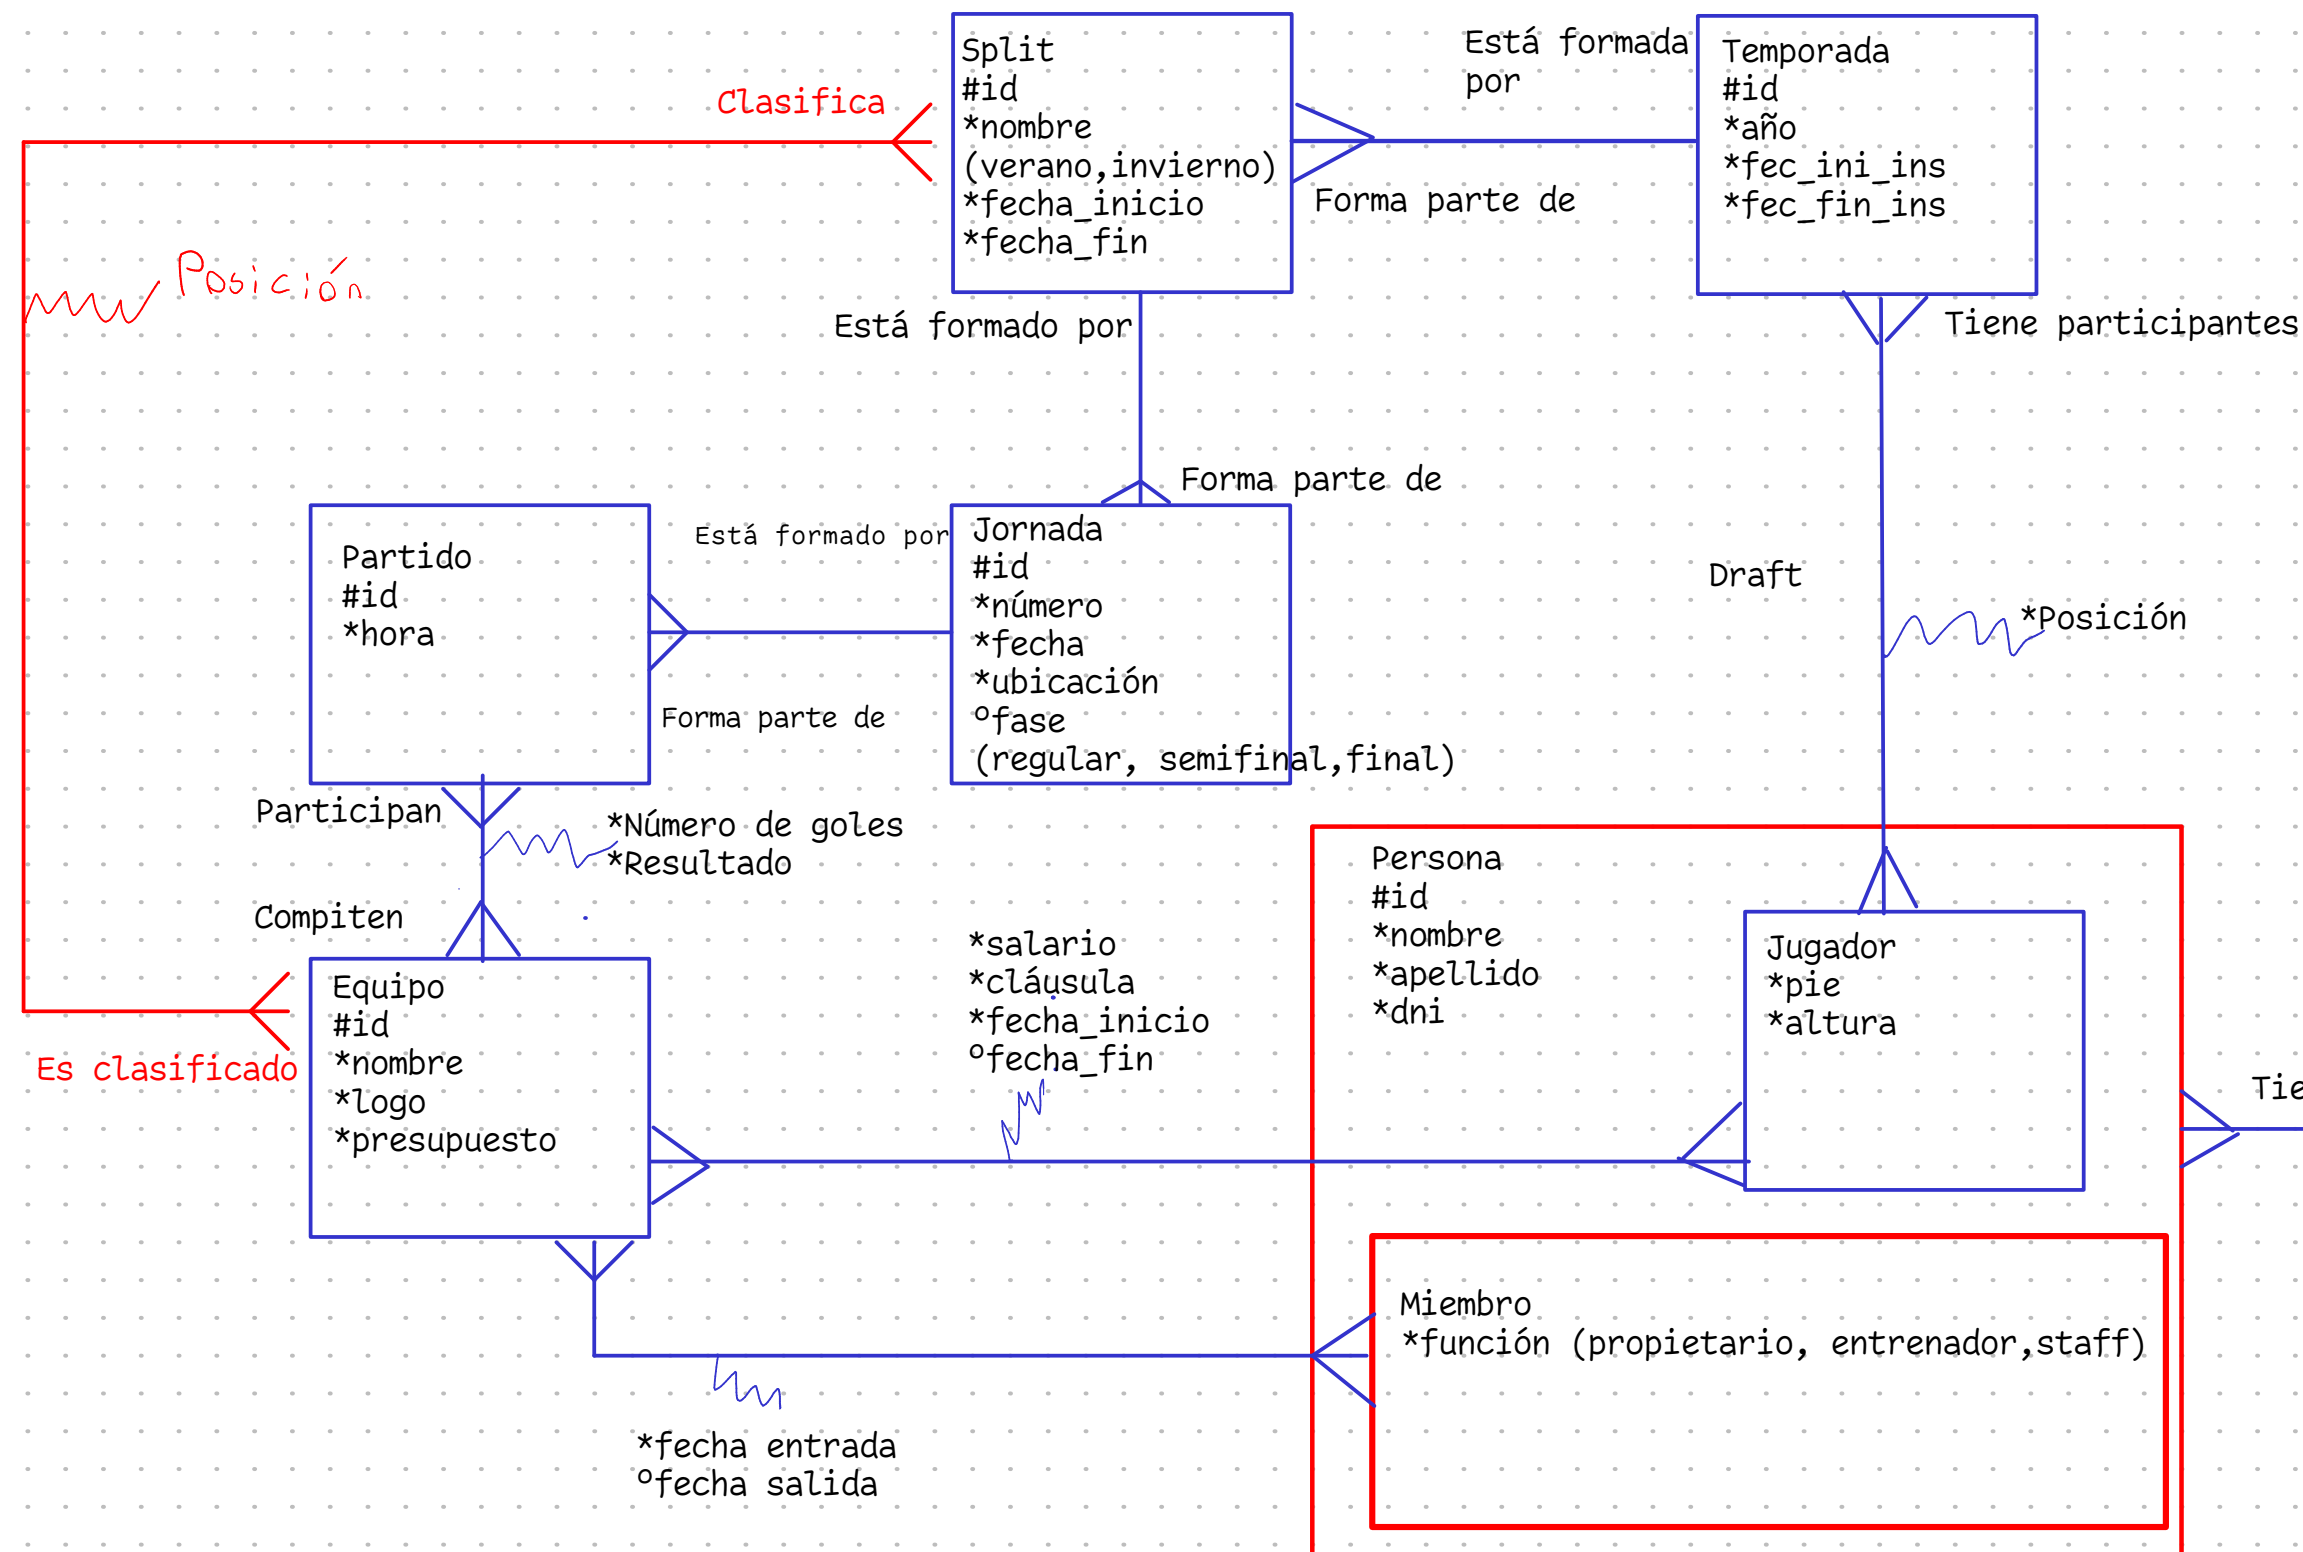 Split
#id
*nombre
(verano,invierno)
*fecha_inicio
*fecha_fin
Está formada
por
Forma parte de
Temporada
#id
*año
*fec_ini_ins
*fec_fin_ins
Clasifica
Posición
Está formado por
Tiene participantes
Forma parte de
Partido
#id
*hora
Está formado por
Forma parte de
Jornada
#id
*número
*fecha
*ubicación
°fase
(regular, semifinal,final)
Draft
*Posición
Participan
*Número de goles
*Resultado
Compiten
Equipo
#id
*nombre
*logo
*presupuesto
Es clasificado
*salario
*cláusula
*fecha_inicio
°fecha_fin
Persona
#id
*nombre
*apellido
*dni
Jugador
*pie
*altura
Tie
Miembro
*función (propietario, entrenador,staff)
*fecha entrada
°fecha salida